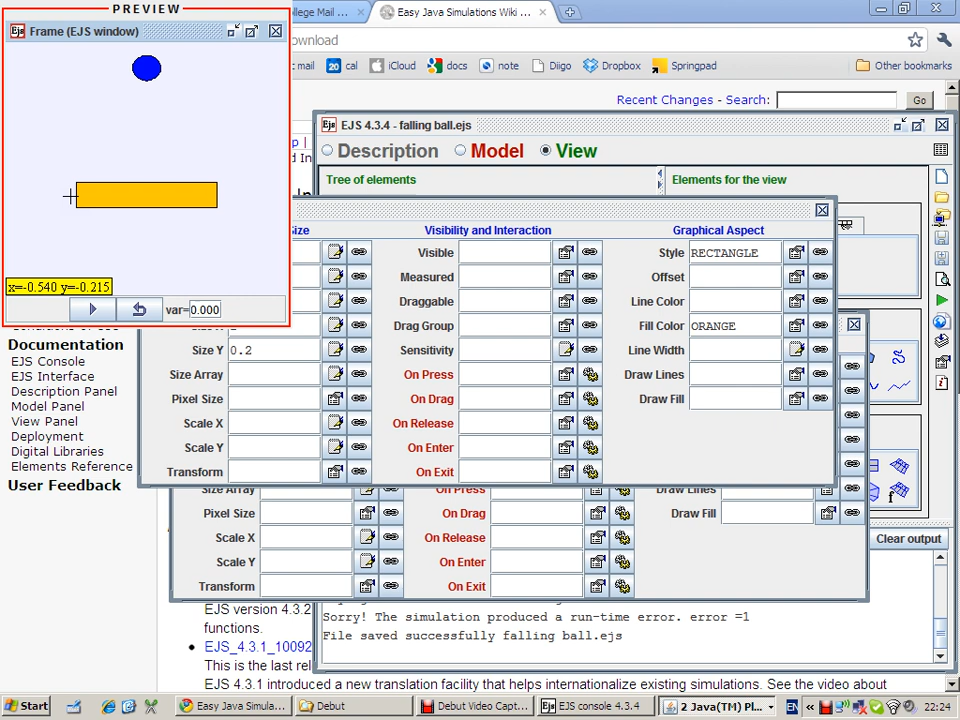 PREVIEW
Frame (EJS window)
x=-0.540 y=-0.215
var=0.000
ollege Mail ...
Easy Java Simulations Wiki ...
ownload
mail
20 cal
iCloud
docs
note
Diigo
Dropbox
Springpad
Other bookmarks
Recent Changes - Search:
Go
EJS 4.3.4 - falling ball.ejs
Description
Model
View
Tree of elements
Elements for the view
Size
Visibility and Interaction
Graphical Aspect
Visible
Style RECTANGLE
Measured
Offset
Draggable
Line Color
Drag Group
Fill Color ORANGE
Size Y 0.2
Sensitivity
Line Width
Size Array
On Press
Draw Lines
Pixel Size
On Drag
Draw Fill
Scale X
On Release
Scale Y
On Enter
Transform
On Exit
Size Array
On Press
Draw Lines
Pixel Size
On Drag
Draw Fill
Scale X
On Release
Scale Y
On Enter
Transform
On Exit
Clear output
Sorry! The simulation produced a run-time error. error =1
File saved successfully falling ball.ejs
Documentation
EJS Console
EJS Interface
Description Panel
Model Panel
View Panel
Deployment
Digital Libraries
Elements Reference
User Feedback
EJS version 4.3.2
functions.
EJS_4.3.1_10092
This is the last rel
EJS 4.3.1 introduced a new translation facility that helps internationalize existing simulations. See the video about
Start
Easy Java Simula...
Debut
Debut Video Capt...
EJS console 4.3.4
2 Java(TM) Pl...
EN
22:24